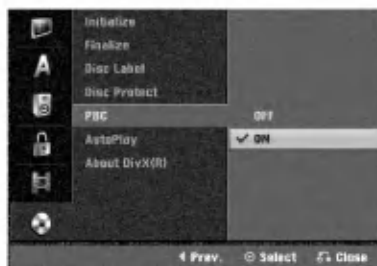 Initialize
Finalize
Disc Label
Disc Protect
PBC
OFF
✓ ON
AutoPlay
About DivX(R)
Prev. Select Close